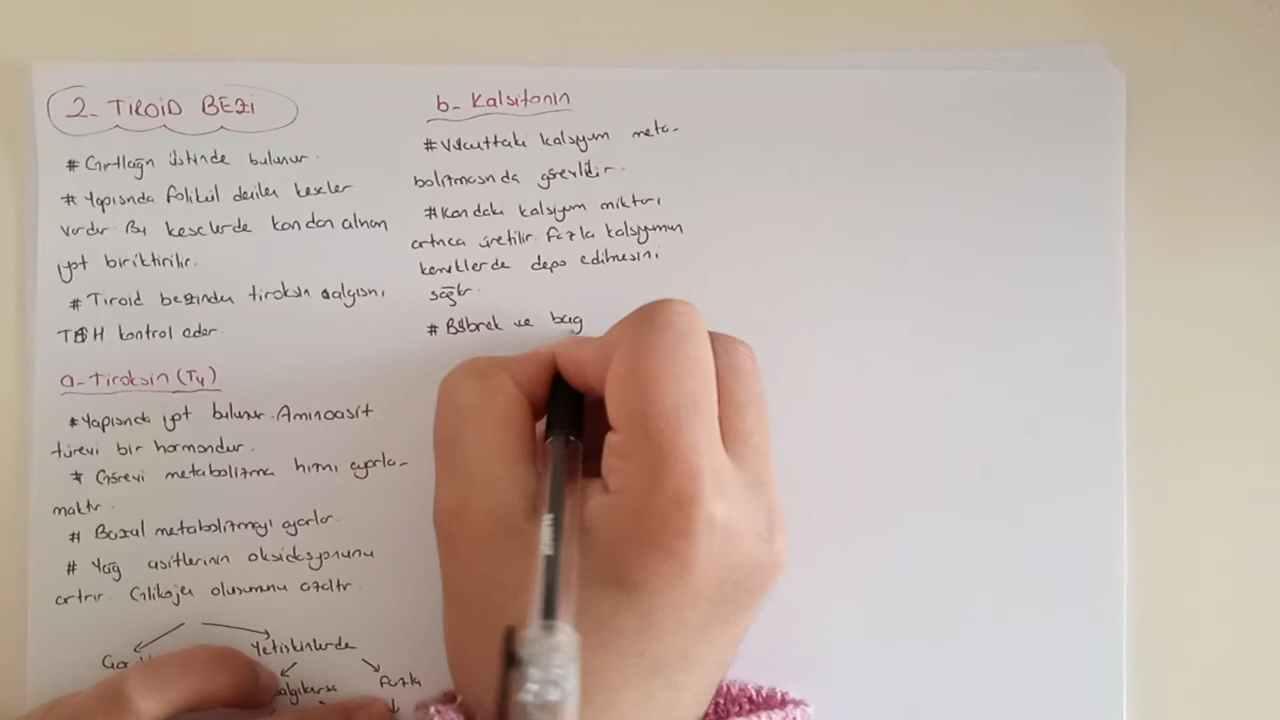 2- TİROİD BEZİ
# Gırtlağın üstünde bulunur.
# Yapısında folikül denilen keseler
vardır. Bu keselerde kandan alınan
iyot biriktirilir.
# Tiroid bezinden tiroksin salgısını
TSH kontrol eder.
a- Tiroksin (T4)
# Yapısında iyot bulunur. Aminoasit
türevi bir hormondur.
# Görevi metabolizma hızını ayarla-
maktır.
# Bazal metabolizmayı ayarlar.
# Yağ asitlerinin oksidasyonunu
artırır. Glikojen oluşumunu azaltır.
Yetişkinlerde
Fazla
b- Kalsitonin
# Vücuttaki kalsiyum meta-
bolizmasında görevlidir.
# Kandaki kalsiyum miktarı
artınca üretilir. Fazla kalsiyumun
kemiklerde depo edilmesini
sağlar.
# Böbrek ve bağ